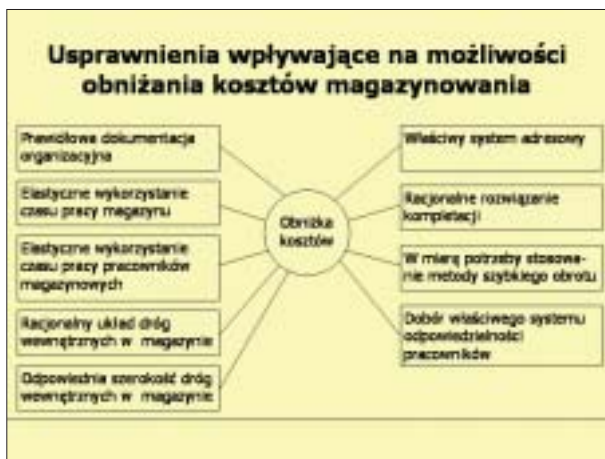 Usprawnienia wpływające na możliwości
obniżania kosztów magazynowania
Prawidłowa dokumentacja
organizacyjna
Elastyczne wykorzystanie
czasu pracy magazynu
Elastyczne wykorzystanie
czasu pracy pracowników
magazynowych
Racjonalny układ dróg
wewnętrznych w magazynie
Odpowiednia szerokość dróg
wewnętrznych w magazynie
Obniżka
kosztów
Właściwy system adresowy
Racjonalne rozwiązanie
kompletacji
W miarę potrzeby stosowa-
nie metody szybkiego obrotu
Dobór właściwego systemu
odpowiedzialności
pracowników